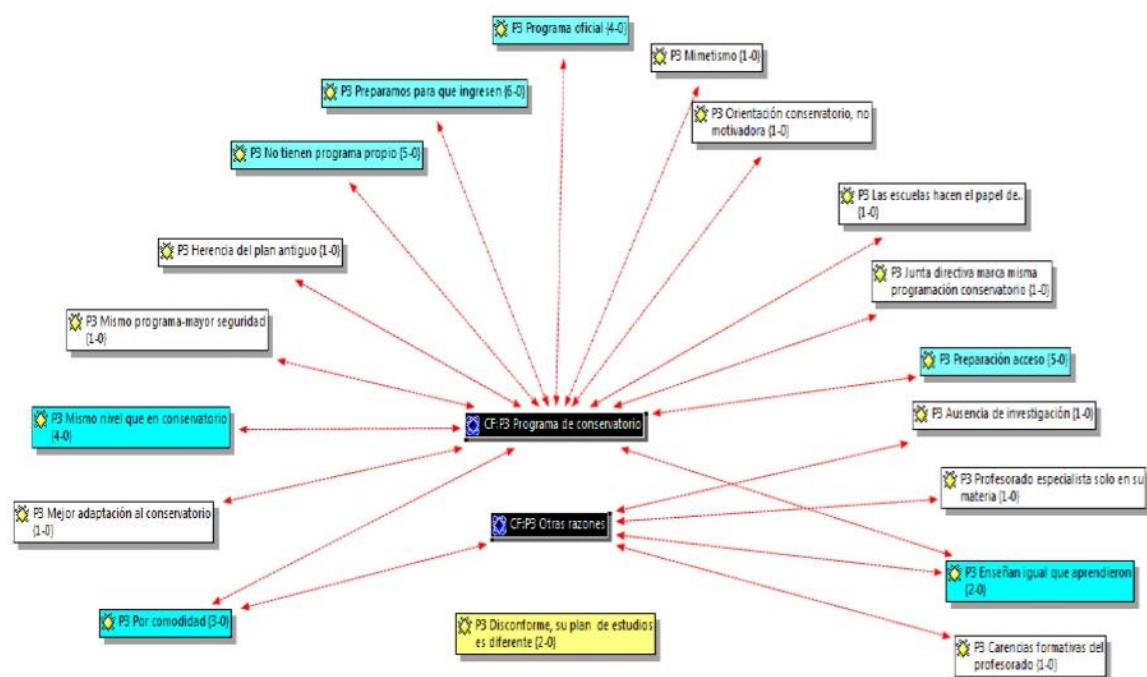 P3 Programa oficial {4-0}
P3 Mimetismo {1-0}
P3 Preparamos para que ingresen {6-0}
P3 Orientación conservatorio, no
motivadora {1-0}
P3 No tienen programa propio {5-0}
P3 Las escuelas hacen el papel de..
{1-0}
P3 Herencia del plan antiguo {1-0}
P3 Junta directiva marca misma
programación conservatorio {1-0}
P3 Mismo programa-mayor seguridad
{1-0}
P3 Preparación acceso {5-0}
P3 Mismo nivel que en conservatorio
{4-0}
CF:P3 Programa de conservatorio
P3 Ausencia de investigación {1-0}
P3 Profesorado especialista solo en su
materia {1-0}
P3 Mejor adaptación al conservatorio
{1-0}
CF:P3 Otras razones
P3 Enseñan igual que aprendieron
{2-0}
P3 Por comodidad {3-0}
P3 Disconforme, su plan de estudios
es diferente {2-0}
P3 Carencias formativas del
profesorado {1-0}